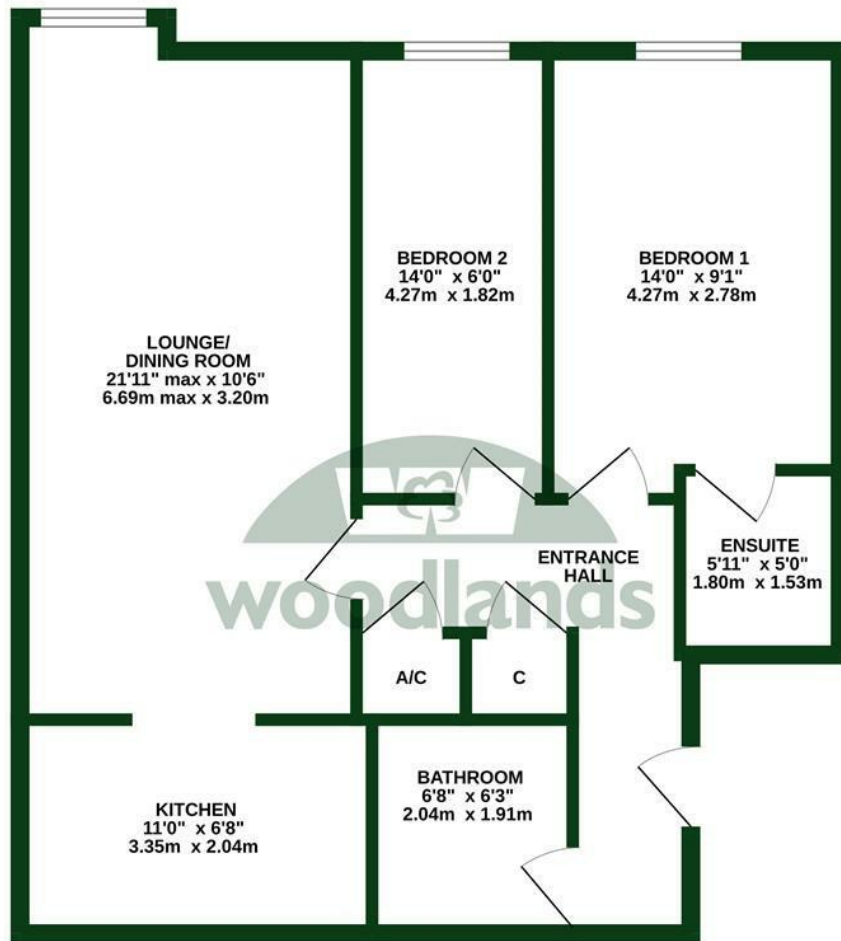 BEDROOM 2
14'0" x 6'0"
4.27m x 1.82m
BEDROOM 1
14'0" x 9'1"
4.27m x 2.78m
LOUNGE/
DINING ROOM
21'11" max x 10'6"
6.69m max x 3.20m
ENTRANCE
HALL
ENSUITE
5'11" x 5'0"
1.80m x 1.53m
woodlands
A/C
C
BATHROOM
6'8" x 6'3"
2.04m x 1.91m
KITCHEN
11'0" x 6'8"
3.35m x 2.04m